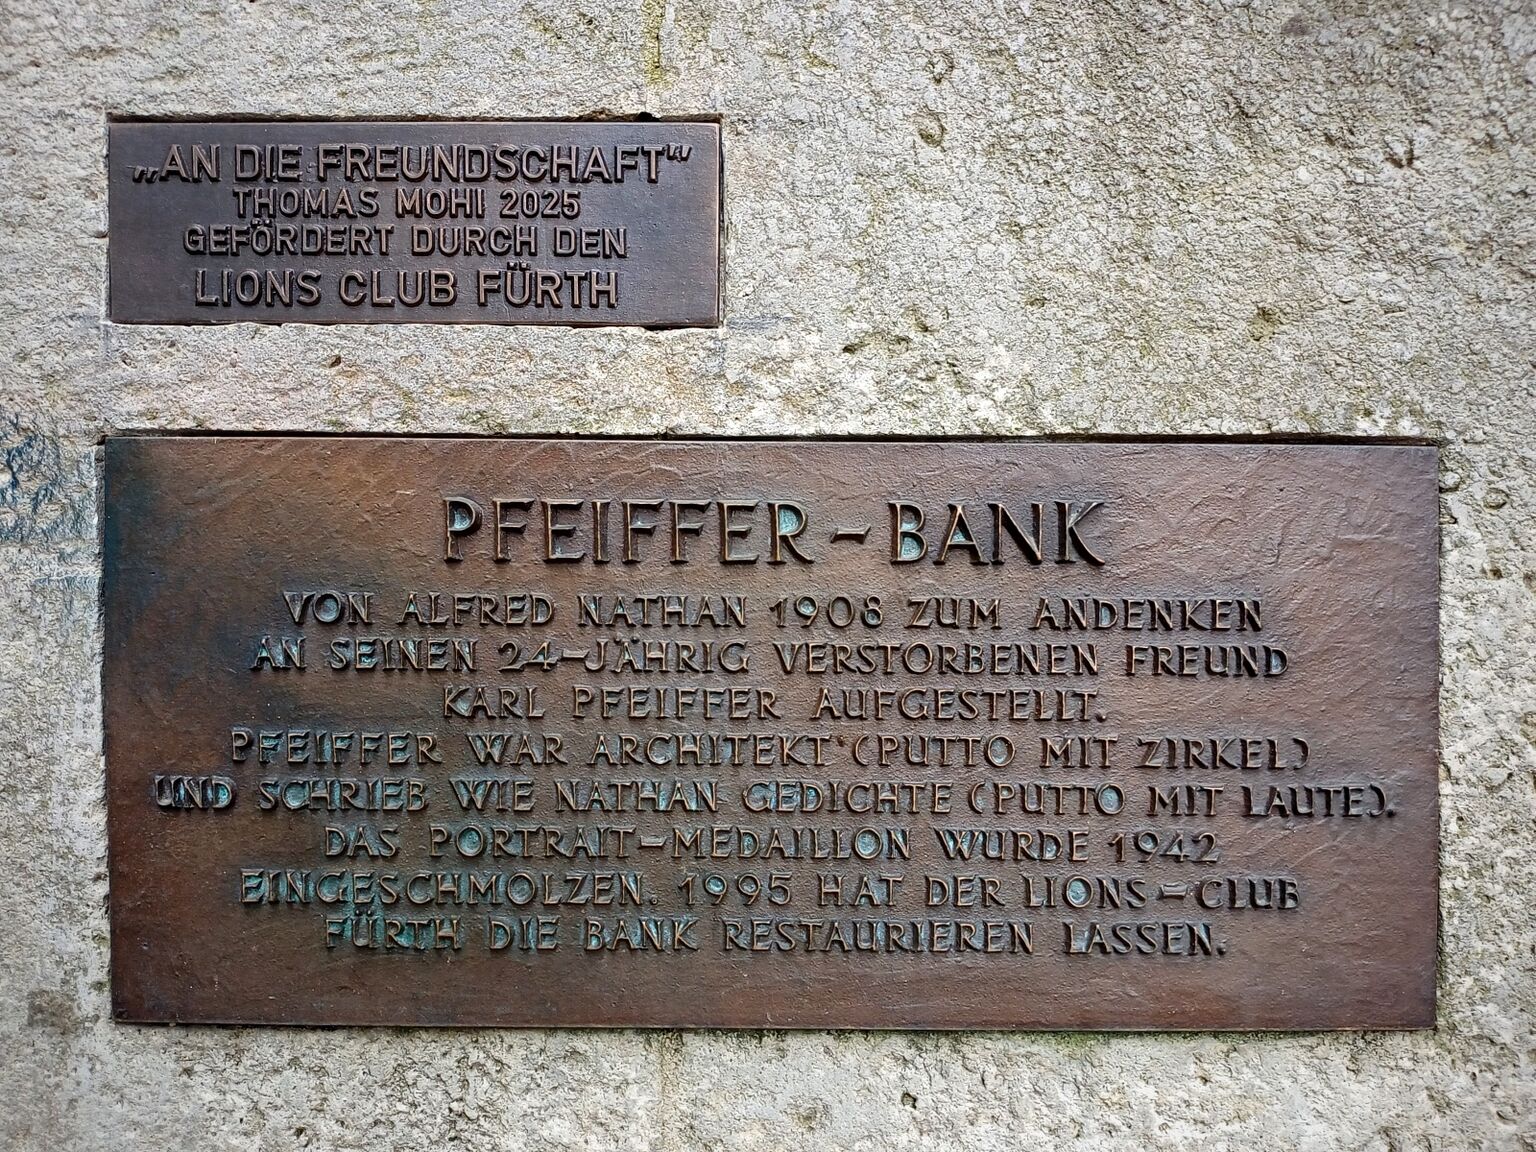 „AN DIE FREUNDSCHAFT"
THOMAS MOHI 2025
GEFÖRDERT DURCH DEN
LIONS CLUB FÜRTH
PFEIFFER-BANK
VON ALFRED NATHAN 1908 ZUM ANDENKEN
AN SEINEN 24-JÄHRIG VERSTORBENEN FREUND
KARL PFEIFFER AUFGESTELLT.
PFEIFFER WAR ARCHITEKT (PUTTO MIT ZIRKEL)
UND SCHRIEB WIE NATHAN GEDICHTE (PUTTO MIT LAUTE).
DAS PORTRAIT-MEDAILLON WURDE 1942
EINGESCHMOLZEN. 1995 HAT DER LIONS-CLUB
FÜRTH DIE BANK RESTAURIEREN LASSEN.